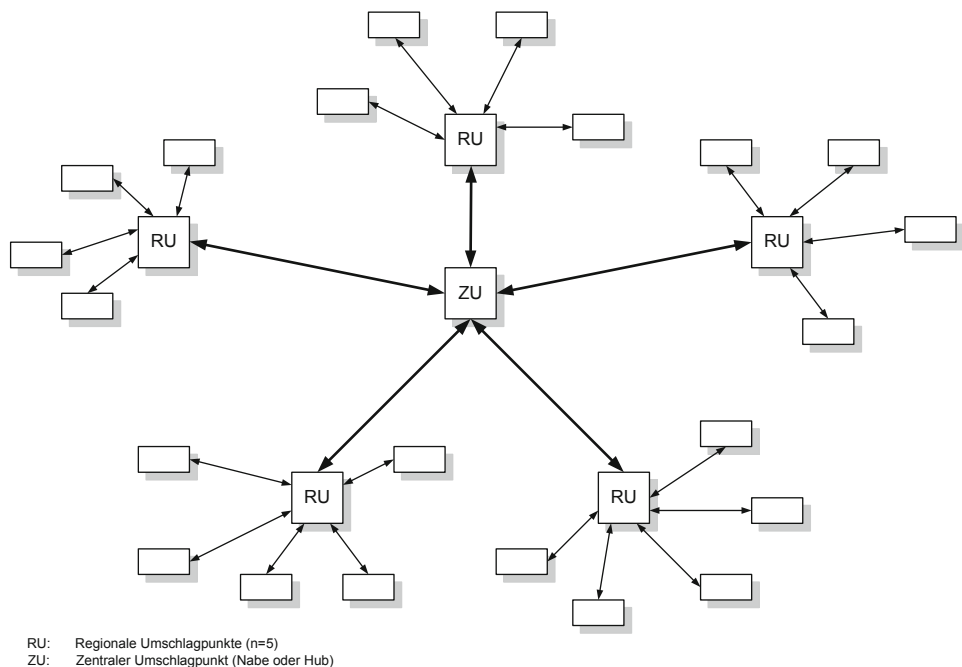 RU
RU
RU
ZU
RU
RU
RU: Regionale Umschlagpunkte (n=5)
ZU: Zentraler Umschlagpunkt (Nabe oder Hub)